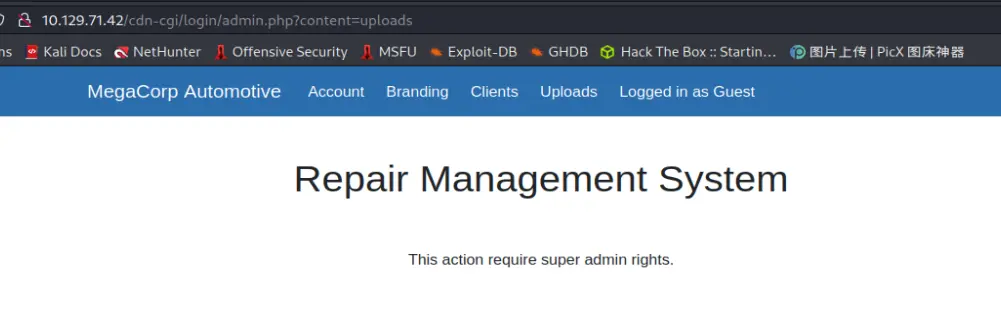 10.129.71.42/cdn-cgi/login/admin.php?content=uploads
ns Kali Docs NetHunter Offensive Security MSFU Exploit-DB GHDB Hack The Box :: Startin… 图片上传 | PicX 图床神器
MegaCorp Automotive Account Branding Clients Uploads Logged in as Guest
Repair Management System
This action require super admin rights.